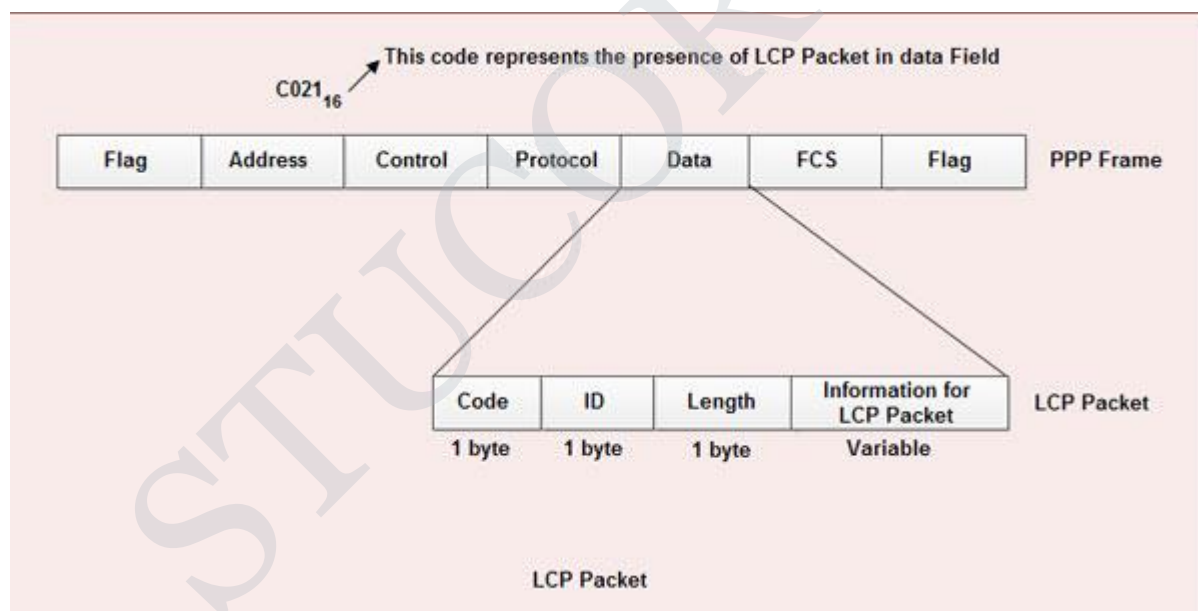 This code represents the presence of LCP Packet in data Field
C021₁₆
Flag Address Control Protocol Data FCS Flag PPP Frame
Code ID Length Information for LCP Packet LCP Packet
1 byte 1 byte 1 byte Variable
LCP Packet
STUCOR